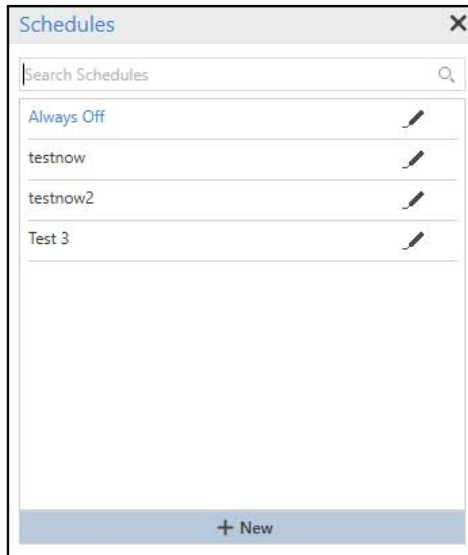 Schedules
Search Schedules
Always Off
testnow
testnow2
Test 3
+ New